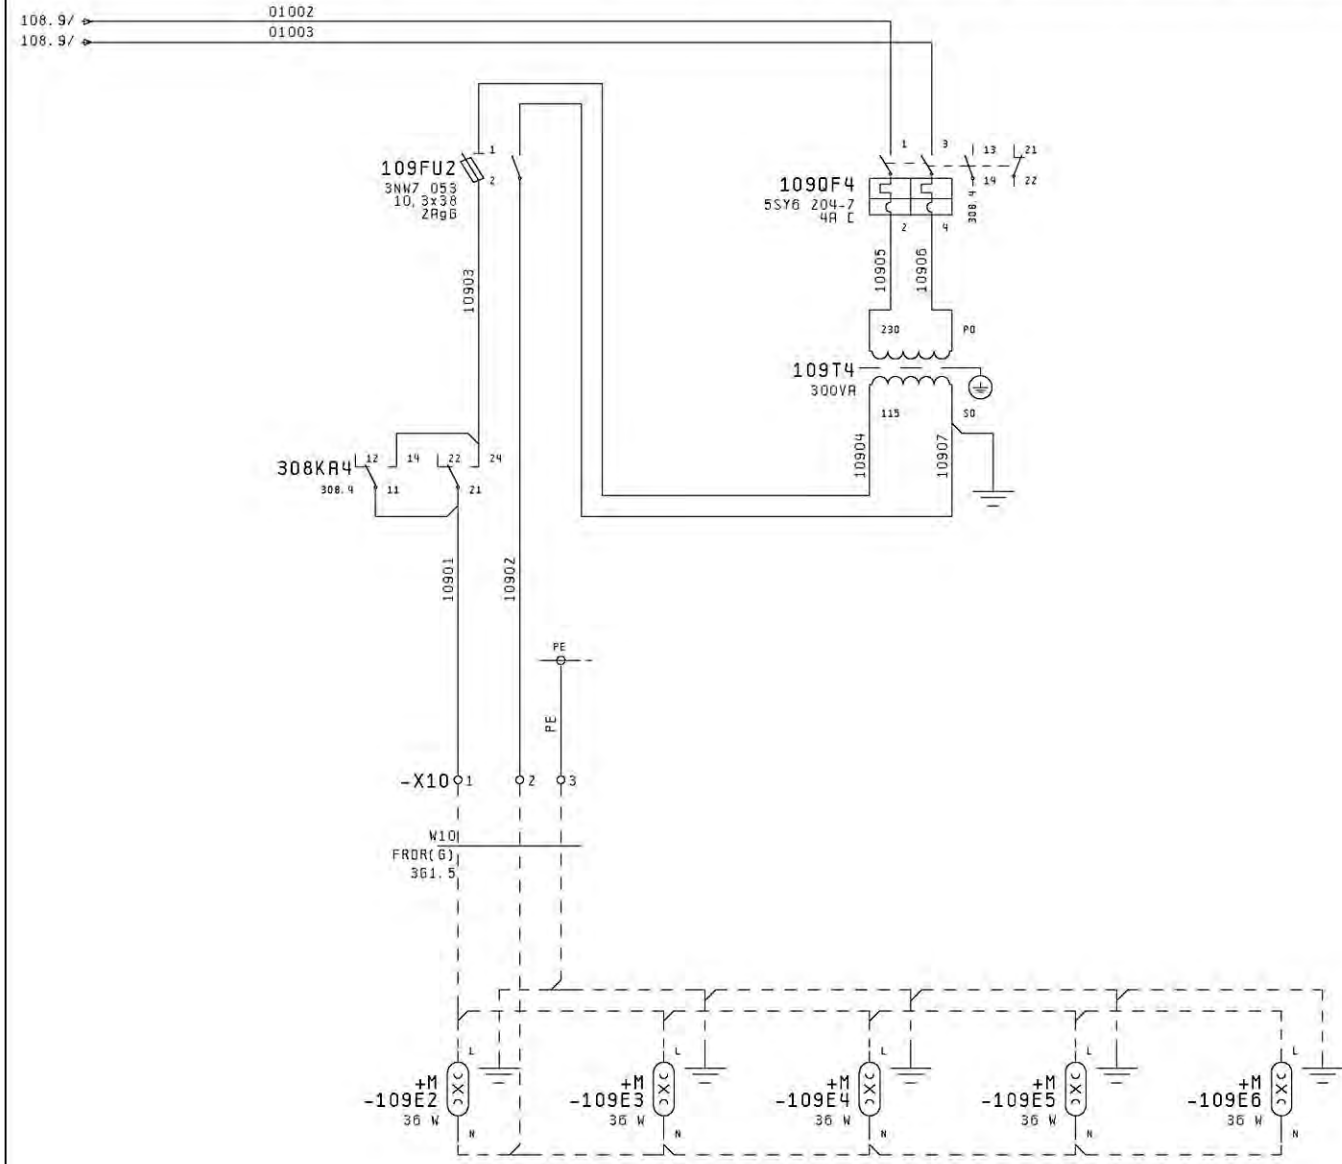 01002
108.9/
01003
108.9/
1
3
13
21
1
109FU2
2
3NW7 053
10,3x38
2AgG
109QF4
5SY6 204-7
4A C
14
22
308.4
2
4
10903
10905
10906
230
P0
109T4
300VA
115
S0
10904
10907
308KA4
12
14
22
24
308.4
11
21
10901
10902
PE
PE
-X10
1
2
3
W10
FROR(G)
3G1.5
L
L
L
L
L
+M
-109E2
36 W
+M
-109E3
36 W
+M
-109E4
36 W
+M
-109E5
36 W
+M
-109E6
36 W
N
N
N
N
N